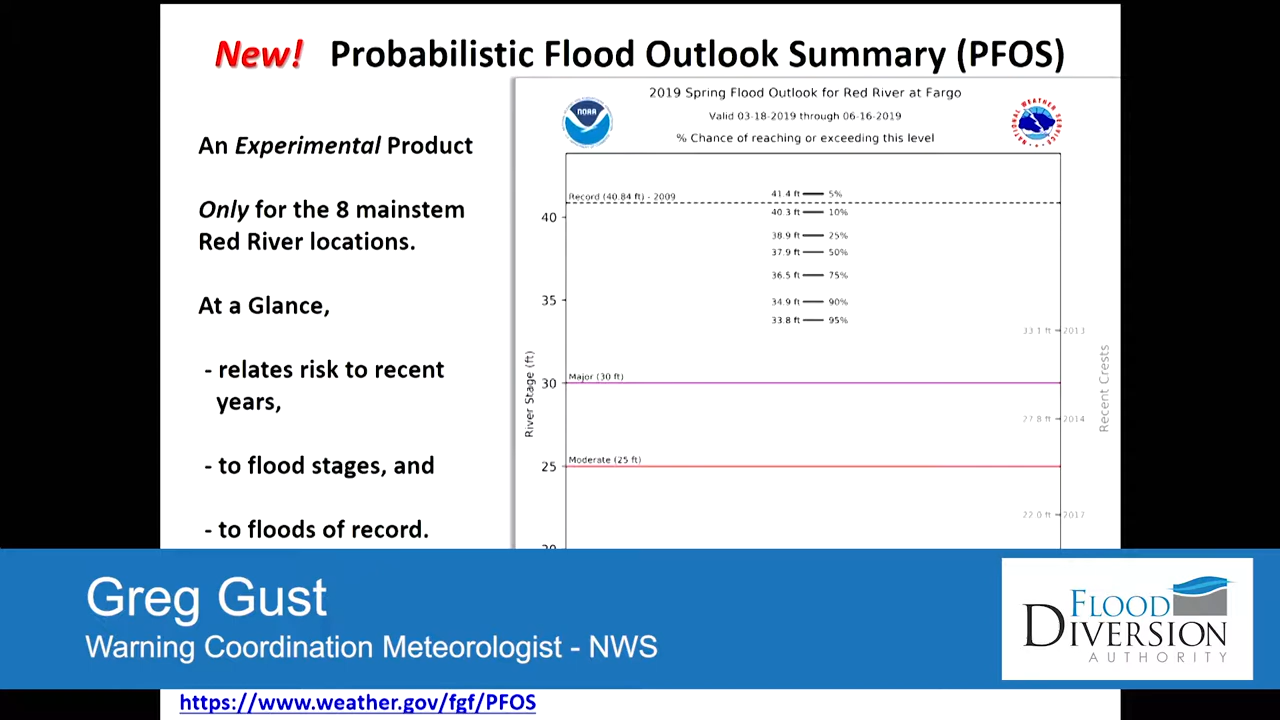 New! Probabilistic Flood Outlook Summary (PFOS)
An Experimental Product
Only for the 8 mainstem
Red River locations.
At a Glance,
- relates risk to recent
years,
- to flood stages, and
- to floods of record.
2019 Spring Flood Outlook for Red River at Fargo
Valid 03-18-2019 through 06-16-2019
% Chance of reaching or exceeding this level
NOAA
NATIONAL WEATHER SERVICE
Record (40.84 ft) - 2009
41.4 ft 5%
40
40.3 ft 10%
38.9 ft 25%
37.9 ft 50%
36.5 ft 75%
35
34.9 ft 90%
33.8 ft 95%
33.1 ft 2013
Major (30 ft)
30
27.8 ft 2014
Moderate (25 ft)
25
22.0 ft 2017
River Stage (ft)
Recent Crests
Greg Gust
Warning Coordination Meteorologist - NWS
FLOOD
DIVERSION
AUTHORITY
https://www.weather.gov/fgf/PFOS